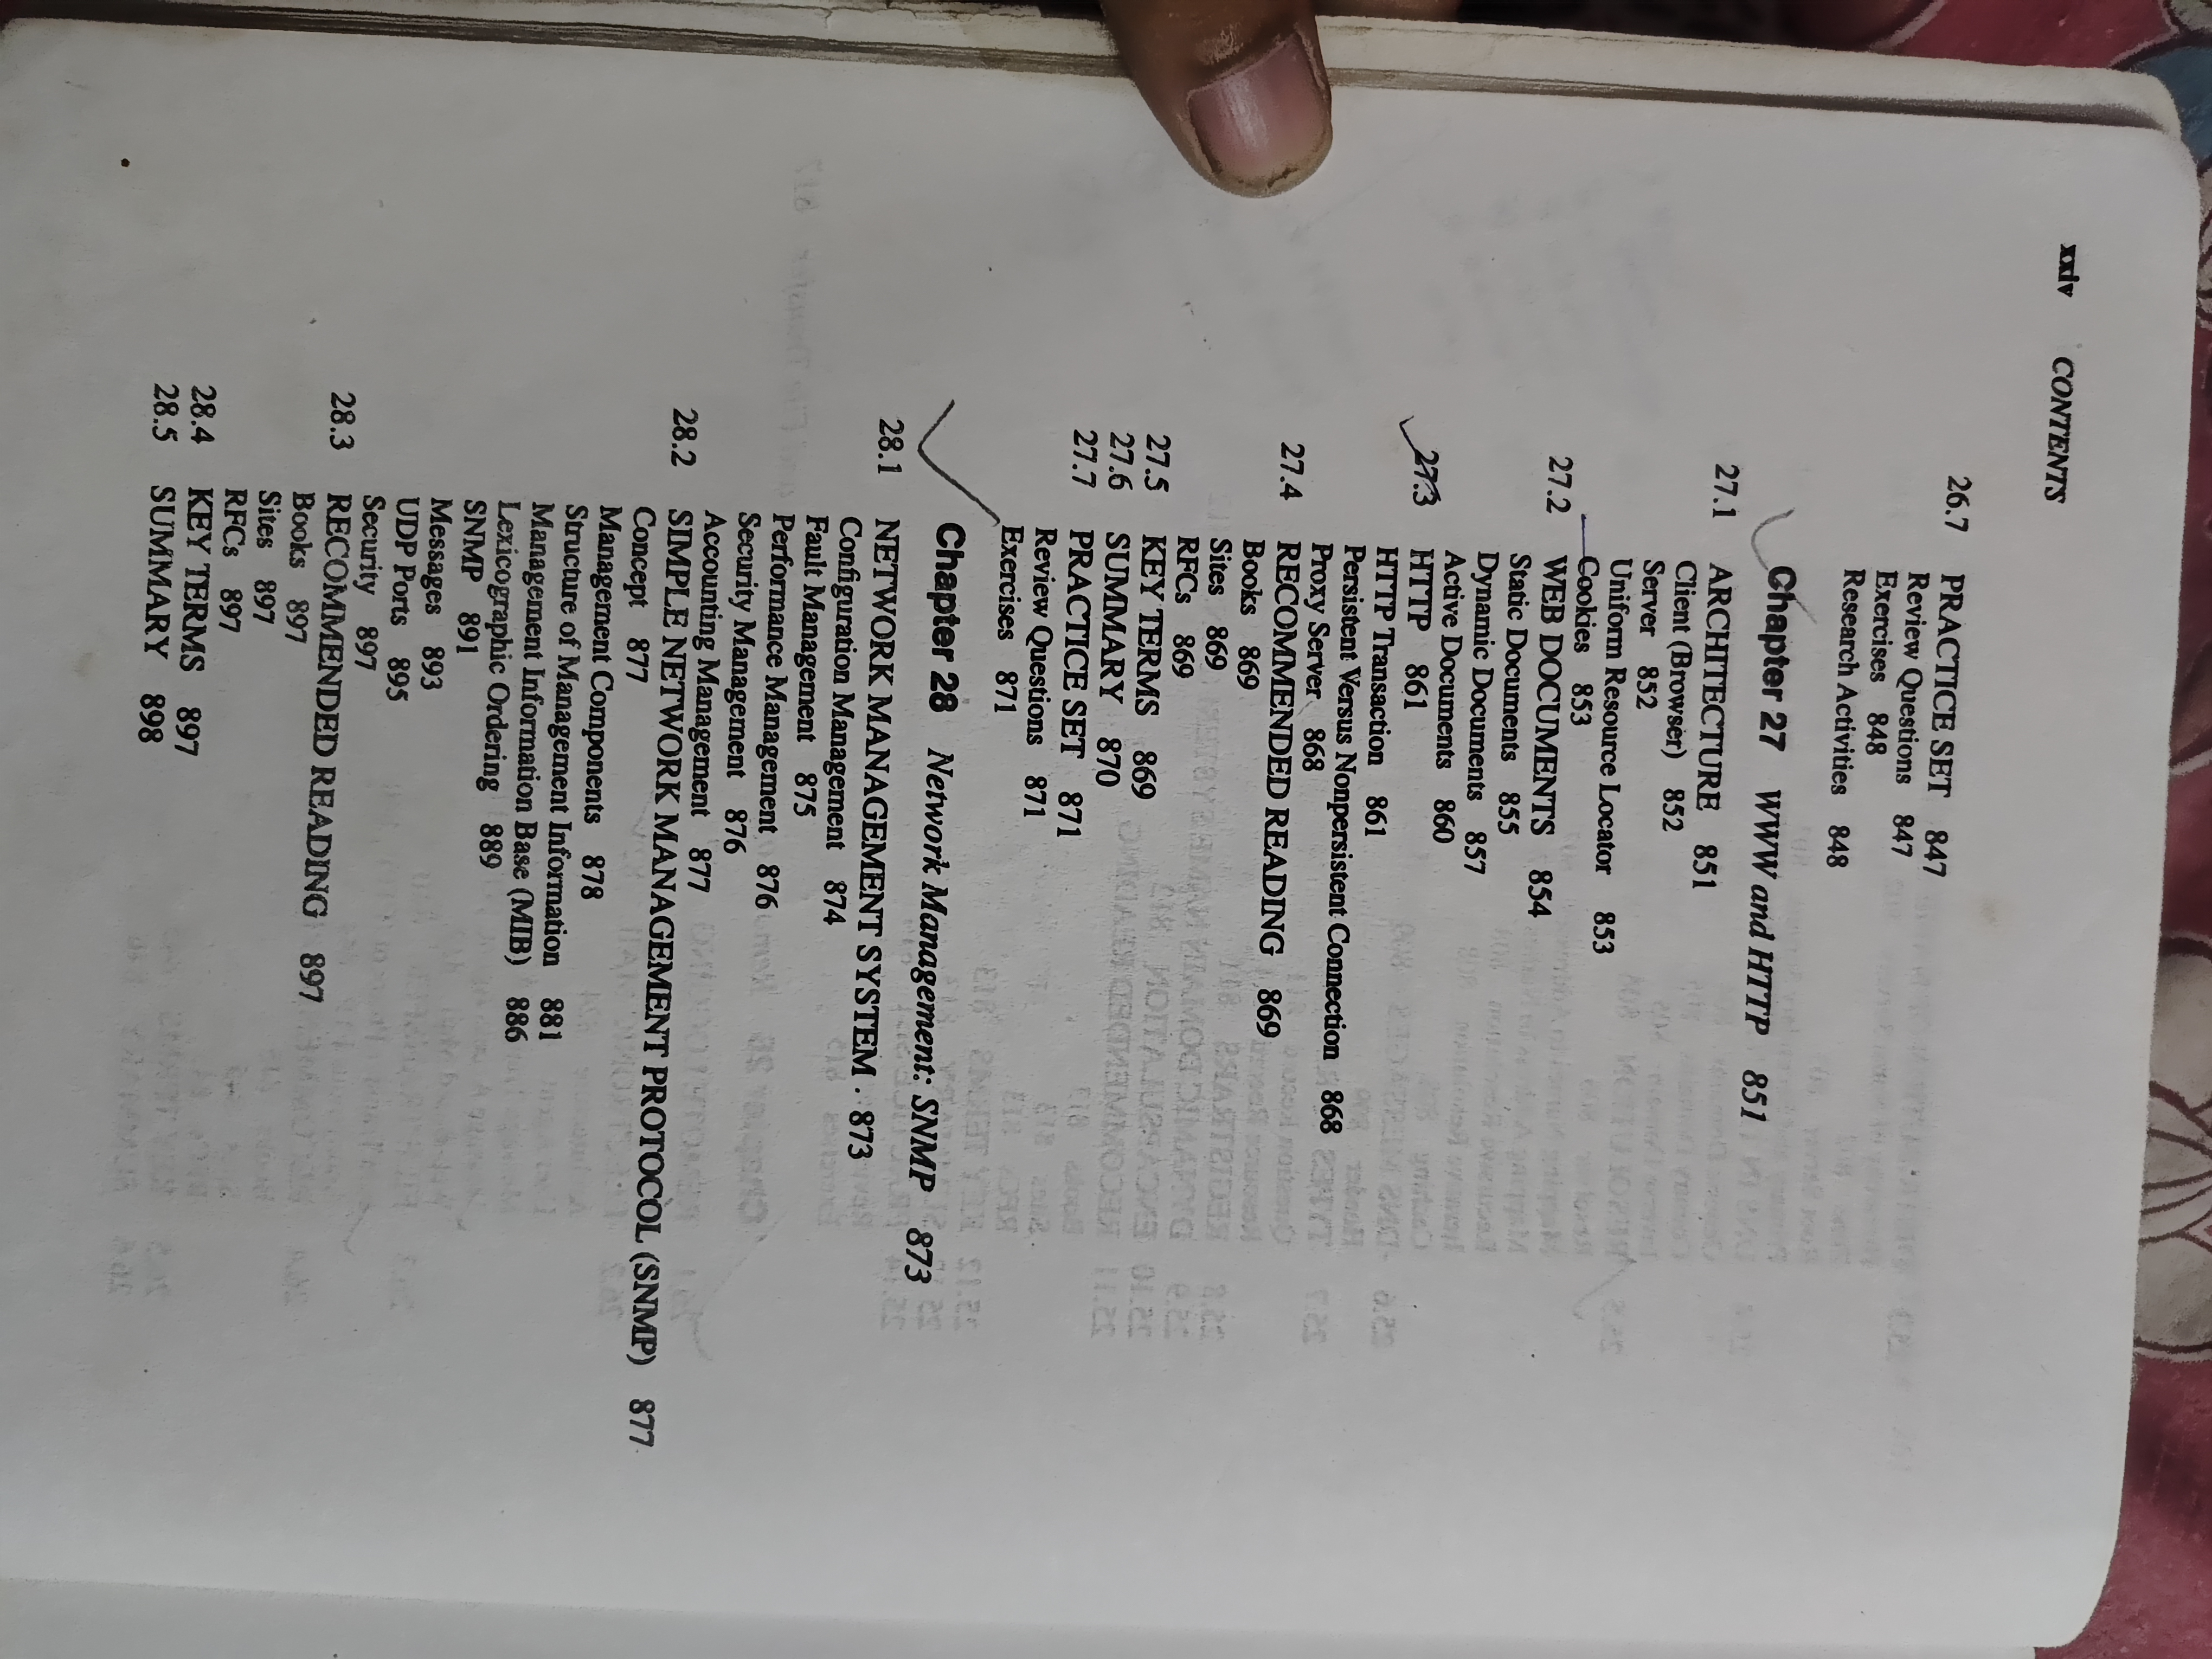 xxiv CONTENTS
26.7 PRACTICE SET 847
Review Questions 847
Exercises 848
Research Activities 848
Chapter 27 WWW and HTTP 851
27.1 ARCHITECTURE 851
Client (Browser) 852
Server 852
Uniform Resource Locator 853
Cookies 853
27.2 WEB DOCUMENTS 854
Static Documents 855
Dynamic Documents 857
Active Documents 860
27.3 HTTP 861
HTTP Transaction 861
Persistent Versus Nonpersistent Connection 868
Proxy Server 868
27.4 RECOMMENDED READING 869
Books 869
Sites 869
RFCs 869
27.5 KEY TERMS 869
27.6 SUMMARY 870
27.7 PRACTICE SET 871
Review Questions 871
Exercises 871
Chapter 28 Network Management: SNMP 873
28.1 NETWORK MANAGEMENT SYSTEM 873
Configuration Management 874
Fault Management 875
Performance Management 876
Security Management 876
Accounting Management 877
28.2 SIMPLE NETWORK MANAGEMENT PROTOCOL (SNMP) 877
Concept 877
Management Components 878
Structure of Management Information 881
Management Information Base (MIB) 886
Lexicographic Ordering 889
SNMP 891
Messages 893
UDP Ports 895
Security 897
28.3 RECOMMENDED READING 897
Books 897
Sites 897
RFCs 897
28.4 KEY TERMS 897
28.5 SUMMARY 898